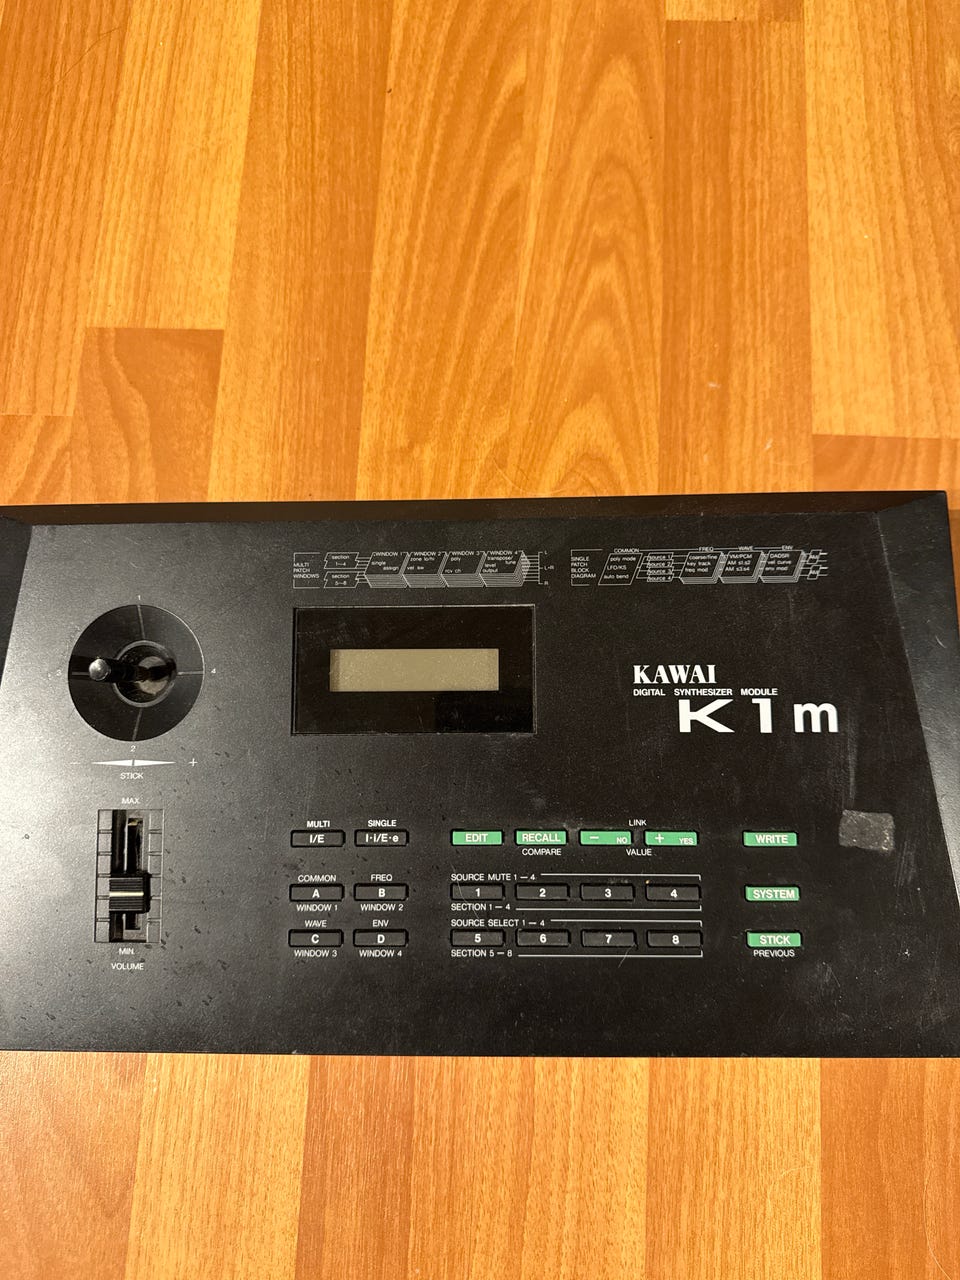 MULTI
PATCH
WINDOWS
section
1—4
section
5—8
WINDOW 1
single
assign
WINDOW 2
zone lo/hi
vel sw
WINDOW 3
poly
rcv ch
WINDOW 4
transpose/
tune
level
output
L
L+R
R
SINGLE
PATCH
BLOCK
DIAGRAM
COMMON
poly mode
LFO/KS
auto bend
source 1
source 2
source 3
source 4
FREQ
coarse/fine
key track
freq mod
WAVE
VM/PCM
AM s1,s2
AM s3,s4
ENV
DADSR
vel curve
env mod
1
4
2
STICK
− +
KAWAI
DIGITAL SYNTHESIZER MODULE
K1m
MAX.
MIN.
VOLUME
MULTI
I/E
SINGLE
I·i/E·e
EDIT
RECALL
COMPARE
LINK
− NO
+ YES
VALUE
WRITE
COMMON
A
WINDOW 1
FREQ
B
WINDOW 2
SOURCE MUTE 1 — 4
1 2 3 4
SECTION 1 — 4
SYSTEM
WAVE
C
WINDOW 3
ENV
D
WINDOW 4
SOURCE SELECT 1 — 4
5 6 7 8
SECTION 5 — 8
STICK
PREVIOUS